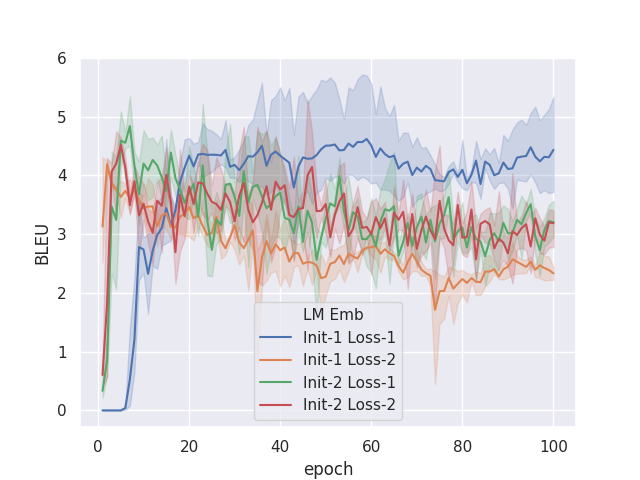 6
5
4
3
2
1
0
BLEU
LM Emb
Init-1 Loss-1
Init-1 Loss-2
Init-2 Loss-1
Init-2 Loss-2
0 20 40 60 80 100
epoch